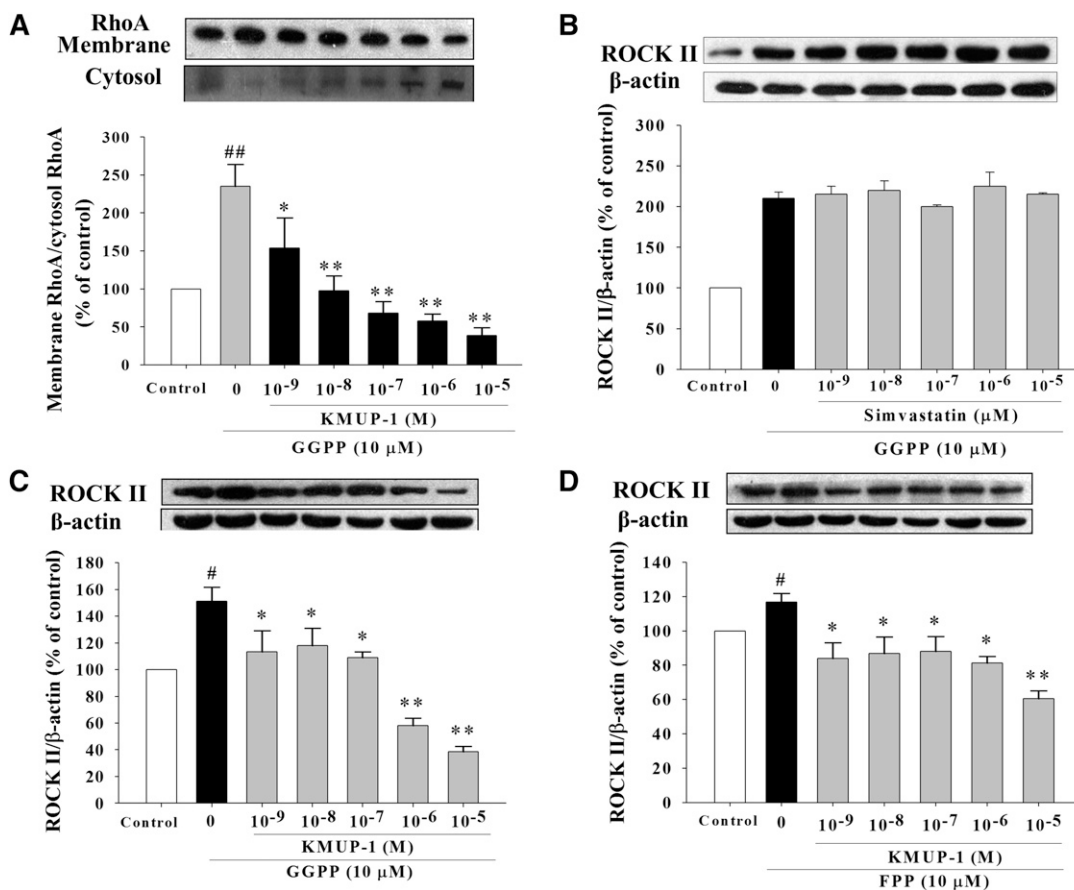 A
RhoA
Membrane
Cytosol
Membrane RhoA/cytosol RhoA
(% of control)
300
250
200
150
100
50
0
##
*
**
**
**
**
Control
0
10-9
10-8
10-7
10-6
10-5
KMUP-1 (M)
GGPP (10 μM)
B
ROCK II
β-actin
ROCK II/β-actin (% of control)
300
250
200
150
100
50
0
Control
0
10-9
10-8
10-7
10-6
10-5
Simvastatin (μM)
GGPP (10 μM)
C
ROCK II
β-actin
ROCK II/β-actin (% of control)
180
160
140
120
100
80
60
40
20
0
#
*
*
*
**
**
Control
0
10-9
10-8
10-7
10-6
10-5
KMUP-1 (M)
GGPP (10 μM)
D
ROCK II
β-actin
ROCK II/β-actin (% of control)
140
120
100
80
60
40
20
0
#
*
*
*
*
**
Control
0
10-9
10-8
10-7
10-6
10-5
KMUP-1 (M)
FPP (10 μM)